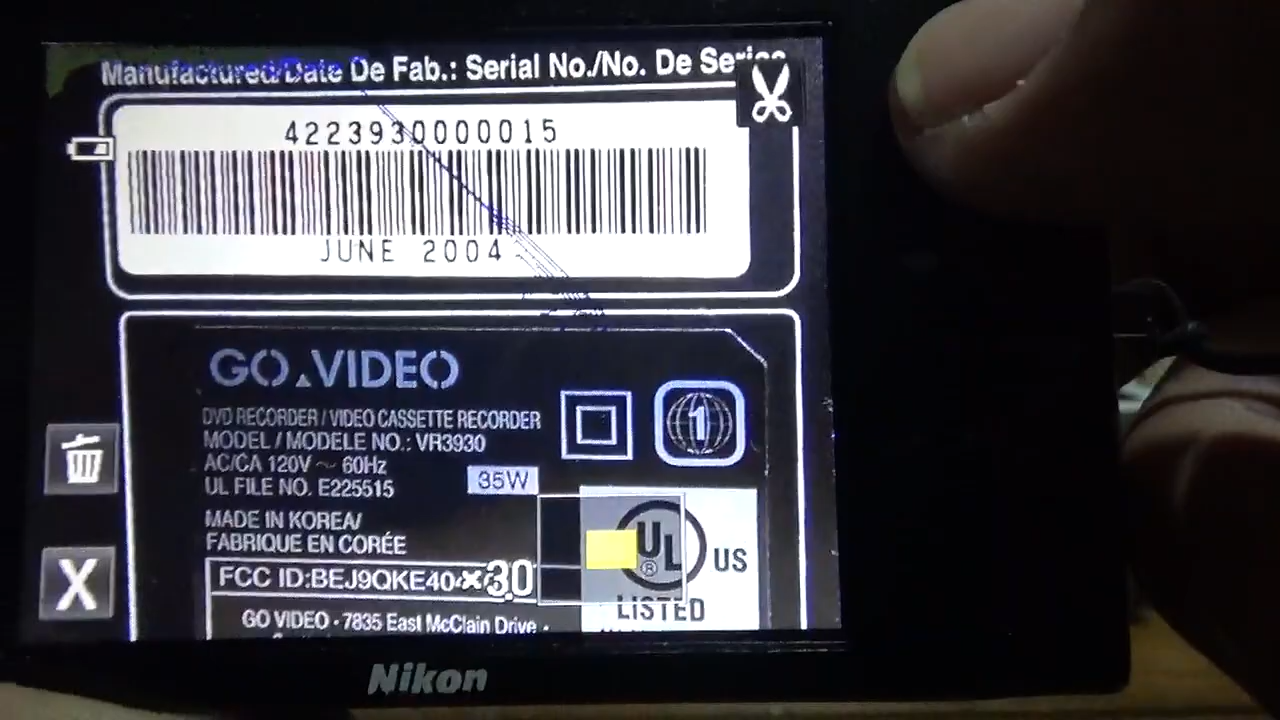 Manufactured/Date De Fab.: Serial No./No. De Serie
4223930000015
JUNE 2004
GO VIDEO
DVD RECORDER / VIDEO CASSETTE RECORDER
MODEL / MODELE NO.: VR3930
AC/CA 120V ~ 60Hz
35W
UL FILE NO. E225515
1
MADE IN KOREA/
FABRIQUE EN CORÉE
UL ® US
LISTED
FCC ID:BEJ9QKE40
×3.0
X
GO VIDEO · 7835 East McClain Drive ·
Nikon